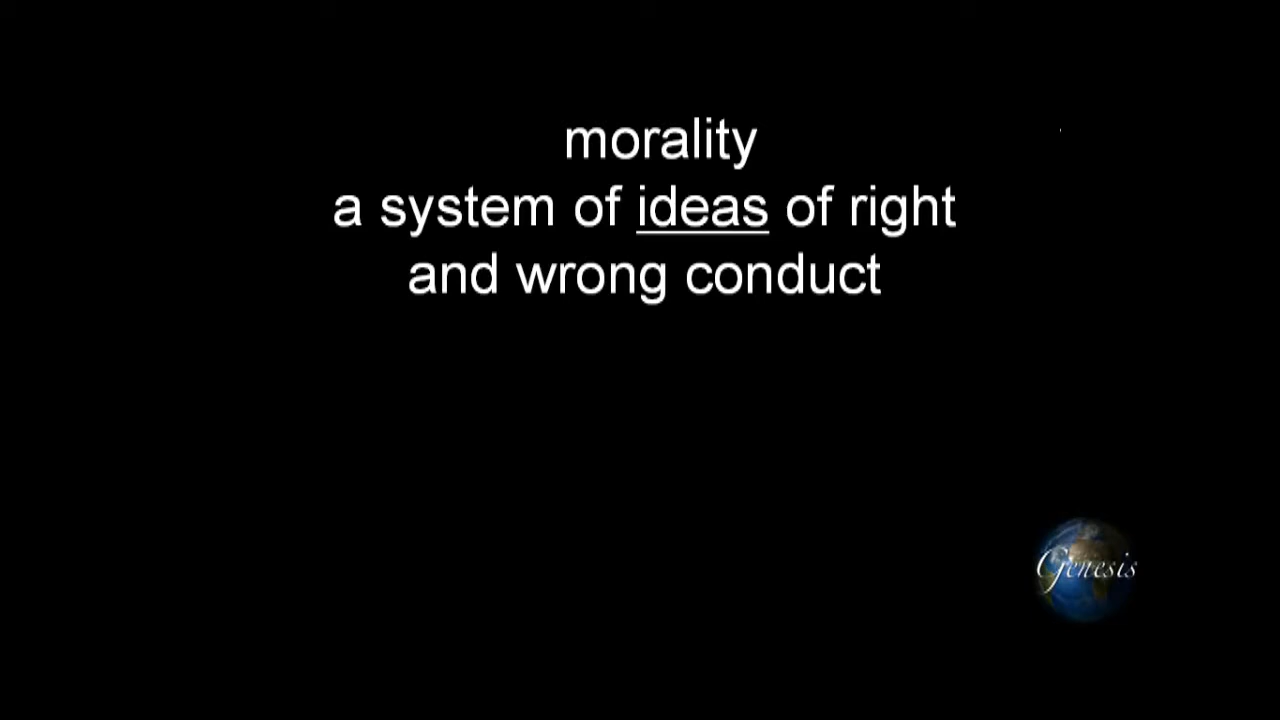 morality
a system of ideas of right
and wrong conduct
Genesis